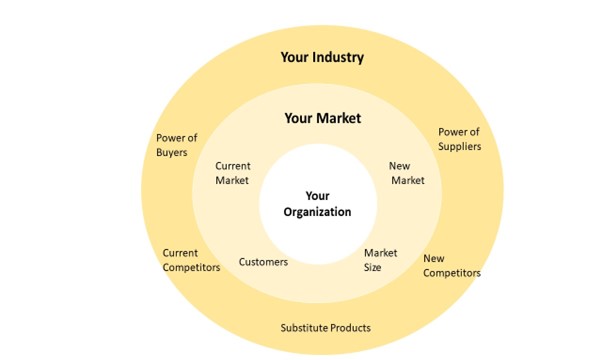 Your Industry
Your Market
Power of
Buyers
Power of
Suppliers
Current
Market
New
Market
Your
Organization
Current
Competitors
Customers
Market
Size
New
Competitors
Substitute Products